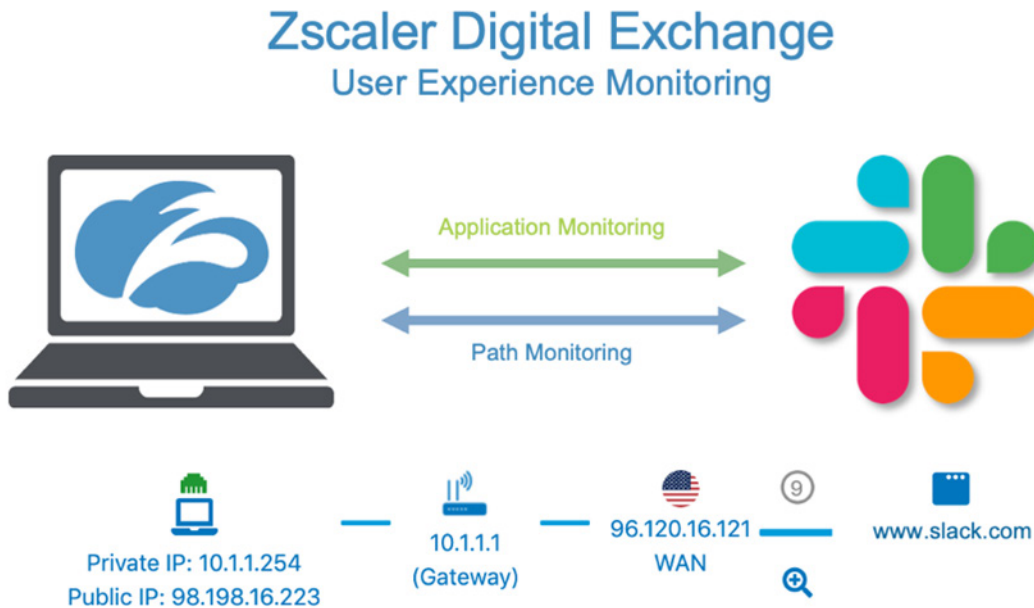 Zscaler Digital Exchange
User Experience Monitoring
Application Monitoring
Path Monitoring
9
Private IP: 10.1.1.254
Public IP: 98.198.16.223
10.1.1.1
(Gateway)
96.120.16.121
WAN
www.slack.com